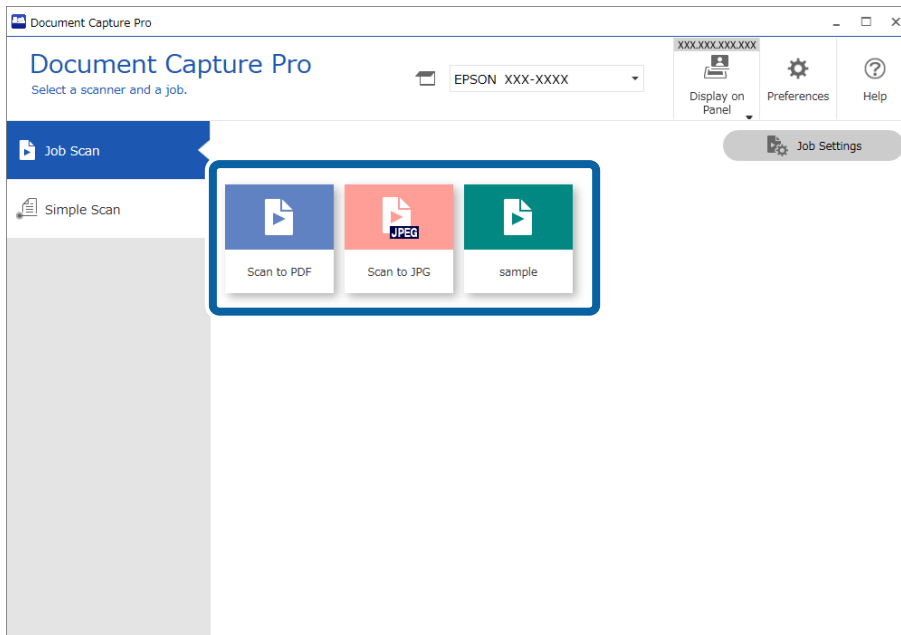 Document Capture Pro
Document Capture Pro
Select a scanner and a job.
EPSON XXX-XXXX
XXX.XXX.XXX.XXX
Display on
Panel
Preferences
Help
Job Scan
Job Settings
Simple Scan
JPEG
Scan to PDF
Scan to JPG
sample